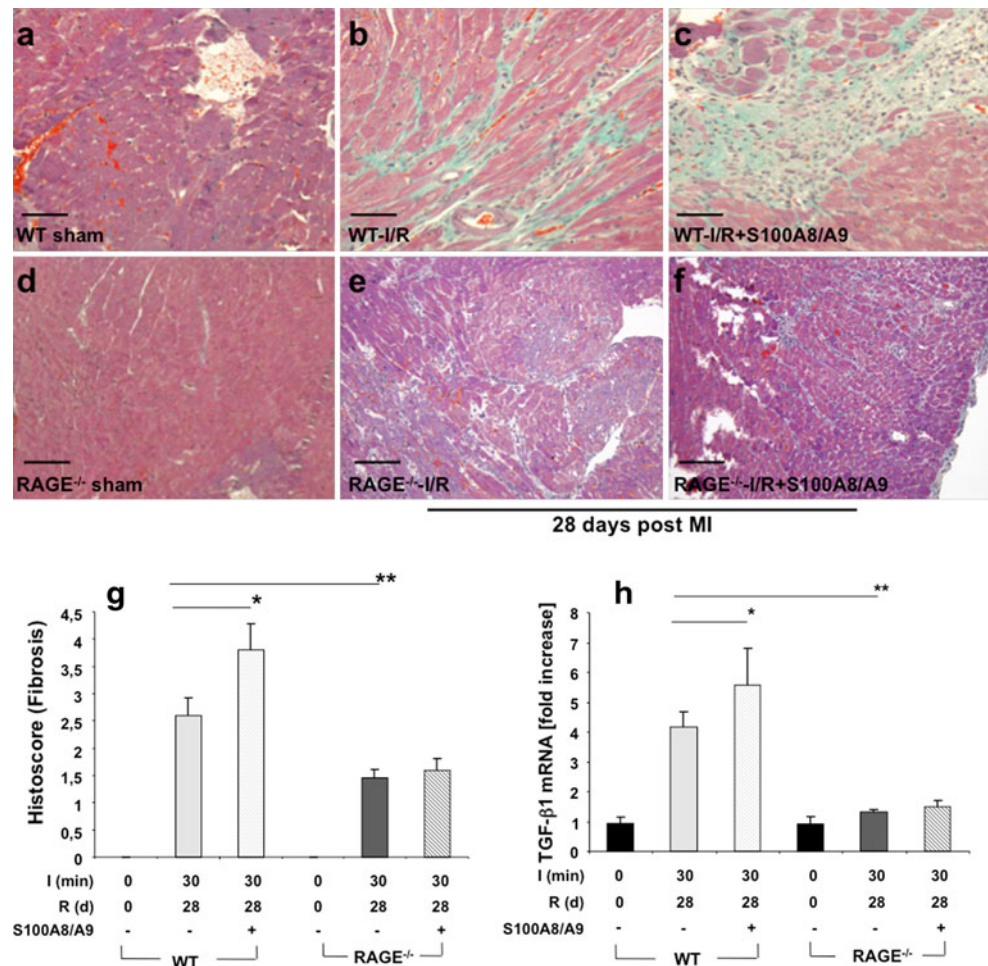 a
b
c
WT sham
WT-I/R
WT-I/R+S100A8/A9
d
e
f
RAGE⁻/⁻ sham
RAGE⁻/⁻-I/R
RAGE⁻/⁻-I/R+S100A8/A9
28 days post MI
g
**
*
Histoscore (Fibrosis)
4,5
4
3,5
3
2,5
2
1,5
1
0,5
0
I (min) 0 30 30 0 30 30
R (d) 0 28 28 0 28 28
S100A8/A9 - - + - - +
WT RAGE⁻/⁻
h
**
*
TGF-β1 mRNA [fold increase]
8
7
6
5
4
3
2
1
0
I (min) 0 30 30 0 30 30
R (d) 0 28 28 0 28 28
S100A8/A9 - - + - - +
WT RAGE⁻/⁻